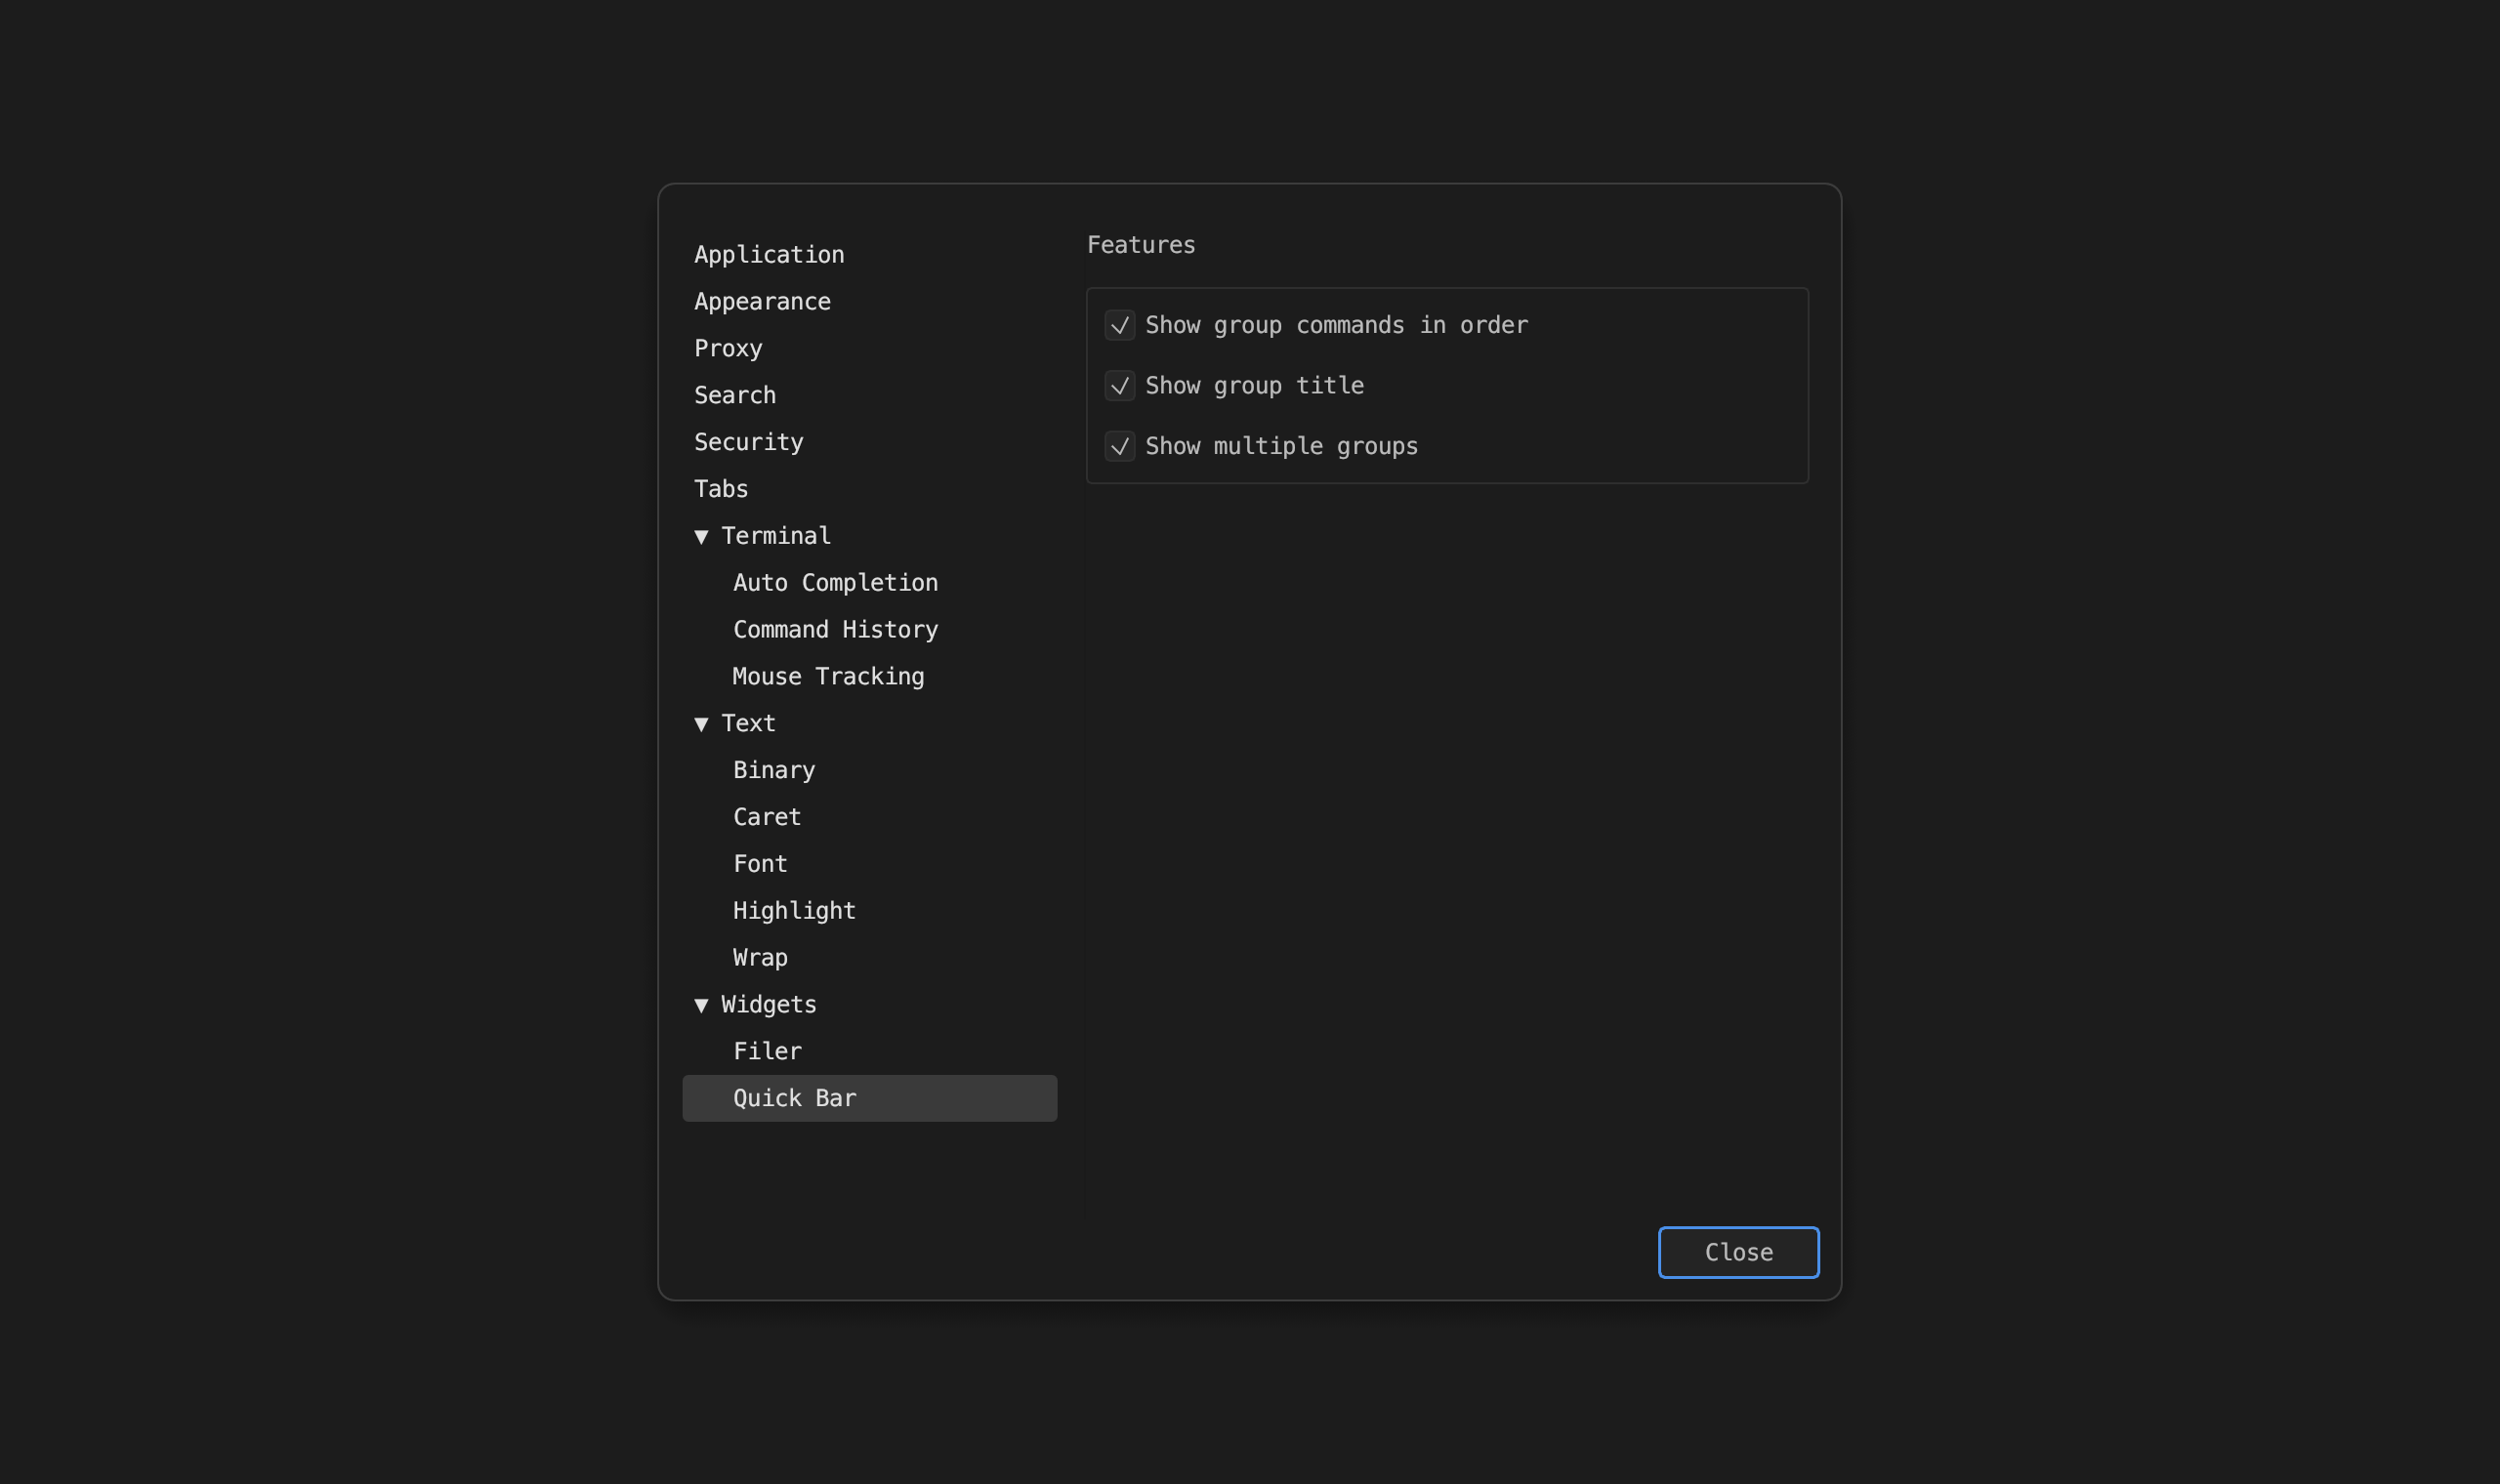 Application
Appearance
Proxy
Search
Security
Tabs
▼ Terminal
Auto Completion
Command History
Mouse Tracking
▼ Text
Binary
Caret
Font
Highlight
Wrap
▼ Widgets
Filer
Quick Bar
Features
Show group commands in order
Show group title
Show multiple groups
Close